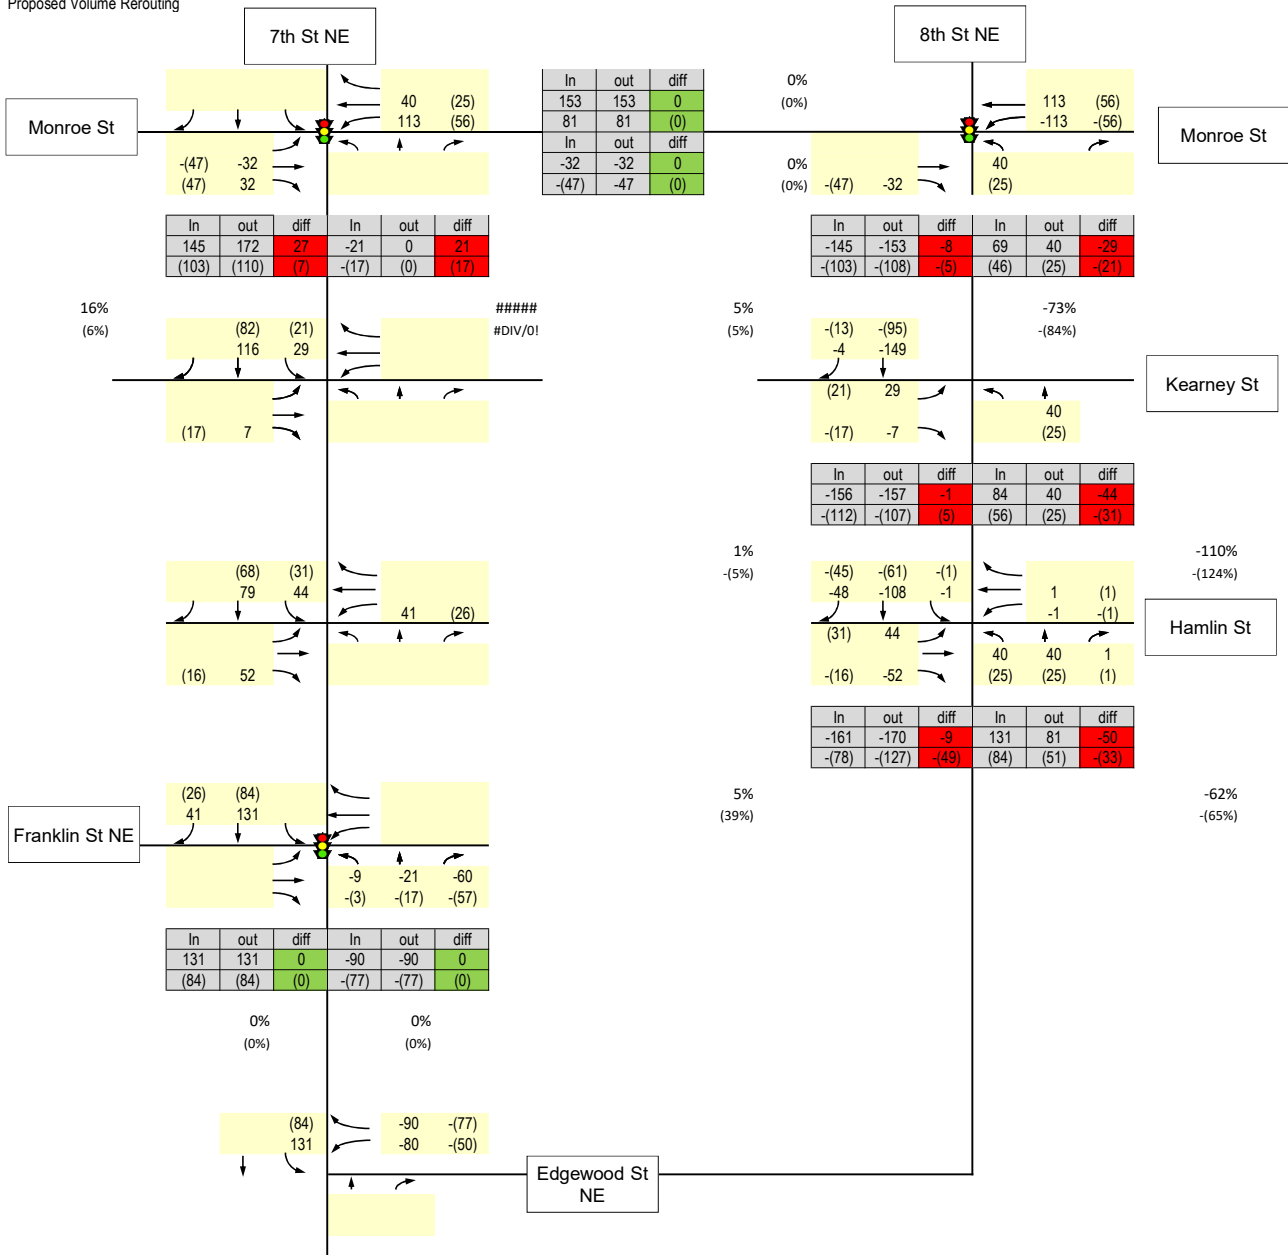 Proposed Volume Rerouting
7th St NE
8th St NE
In out diff
153 153 0
81 81 (0)
In out diff
-32 -32 0
-(47) -47 (0)
40 (25)
113 (56)
0%
(0%)
113 (56)
-113 -(56)
Monroe St
Monroe St
-(47) -32
(47) 32
0%
(0%)
-(47) -32
40
(25)
In out diff In out diff
145 172 27 -21 0 21
(103) (110) (7) -(17) (0) (17)
In out diff In out diff
-145 -153 -8 69 40 -29
-(103) -(108) -(5) (46) (25) -(21)
16%
(6%)
#####
#DIV/0!
5%
(5%)
-73%
-(84%)
(82) (21)
116 29
-(13) -(95)
-4 -149
Kearney St
(17) 7
(21) 29
-(17) -7
40
(25)
In out diff In out diff
-156 -157 -1 84 40 -44
-(112) -(107) (5) (56) (25) -(31)
1%
-(5%)
-110%
-(124%)
(68) (31)
79 44
41 (26)
-(45) -(61) -(1)
-48 -108 -1
1 (1)
-1 -(1)
Hamlin St
(16) 52
(31) 44
-(16) -52
40 40 1
(25) (25) (1)
In out diff In out diff
-161 -170 -9 131 81 -50
-(78) -(127) -(49) (84) (51) -(33)
5%
(39%)
-62%
-(65%)
(26) (84)
41 131
Franklin St NE
-9 -21 -60
-(3) -(17) -(57)
In out diff In out diff
131 131 0 -90 -90 0
(84) (84) (0) -(77) -(77) (0)
0% 0%
(0%) (0%)
(84)
131
-90 -(77)
-80 -(50)
Edgewood St
NE